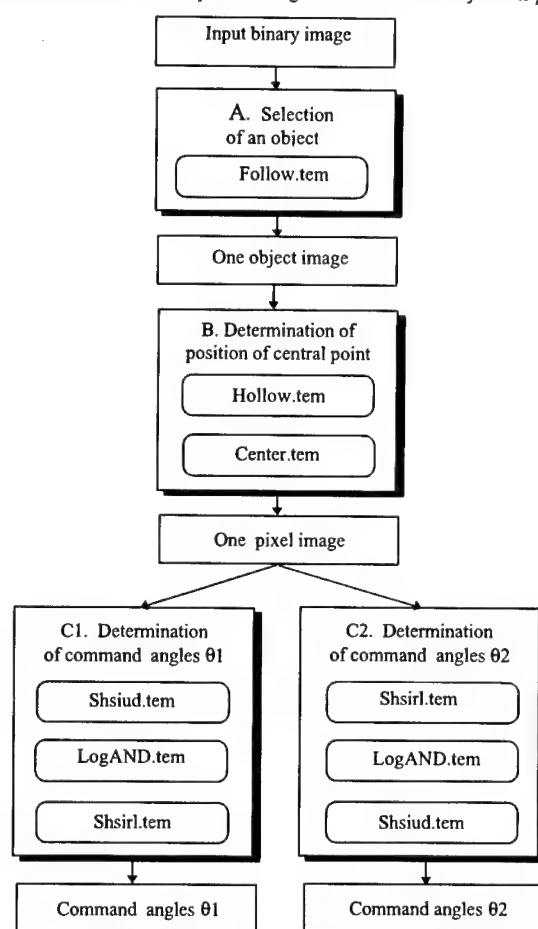 Input binary image
A. Selection
of an object
Follow.tem
One object image
B. Determination of
position of central point
Hollow.tem
Center.tem
One pixel image
C1. Determination
of command angles θ1
Shsiud.tem
LogAND.tem
Shsirl.tem
Command angles θ1
C2. Determination
of command angles θ2
Shsirl.tem
LogAND.tem
Shsiud.tem
Command angles θ2